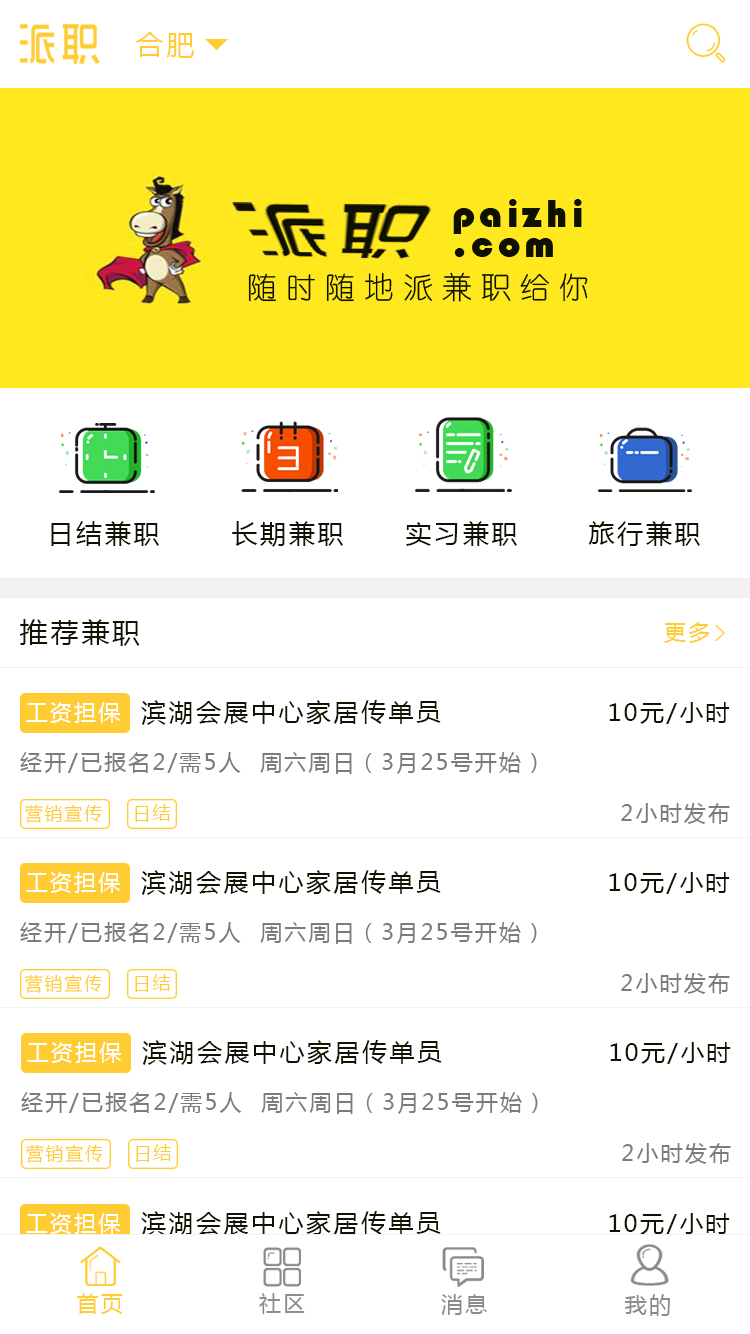 派职 合肥
派职 paizhi
.com
随时随地派兼职给你
3
日结兼职 长期兼职 实习兼职 旅行兼职
推荐兼职 更多
工资担保 滨湖会展中心家居传单员 10元/小时
经开/已报名2/需5人 周六周日（3月25号开始）
营销宣传 日结 2小时发布
工资担保 滨湖会展中心家居传单员 10元/小时
经开/已报名2/需5人 周六周日（3月25号开始）
营销宣传 日结 2小时发布
工资担保 滨湖会展中心家居传单员 10元/小时
经开/已报名2/需5人 周六周日（3月25号开始）
营销宣传 日结 2小时发布
工资担保 滨湖会展中心家居传单员 10元/小时
首页 社区 消息 我的